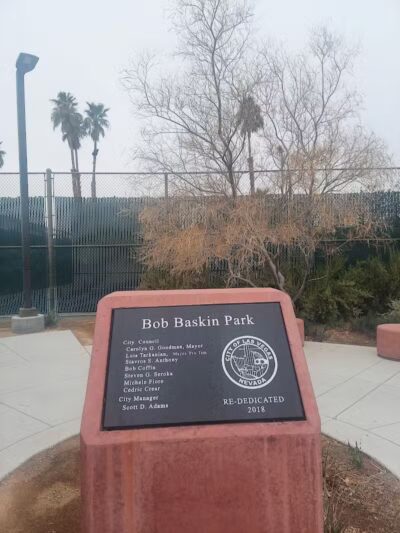 Bob Baskin Park
City Council
Carolyn G. Goodman, Mayor
Lois Tarkanian, Mayor Pro Tem
Stavros S. Anthony
Bob Coffin
Steven G. Seroka
Michele Fiore
Cedric Crear
City Manager
Scott D. Adams
CITY OF LAS VEGAS
NEVADA
RE-DEDICATED
2018